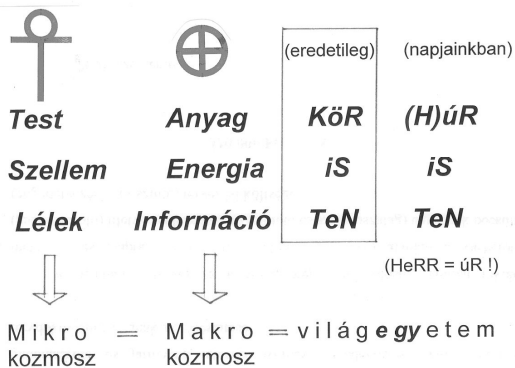 (eredetileg) (napjainkban)
Test Anyag KöR (H)úR
Szellem Energia iS iS
Lélek Információ TeN TeN
(HeRR = úR !)
Mikro = Makro = világegyetem
kozmosz kozmosz